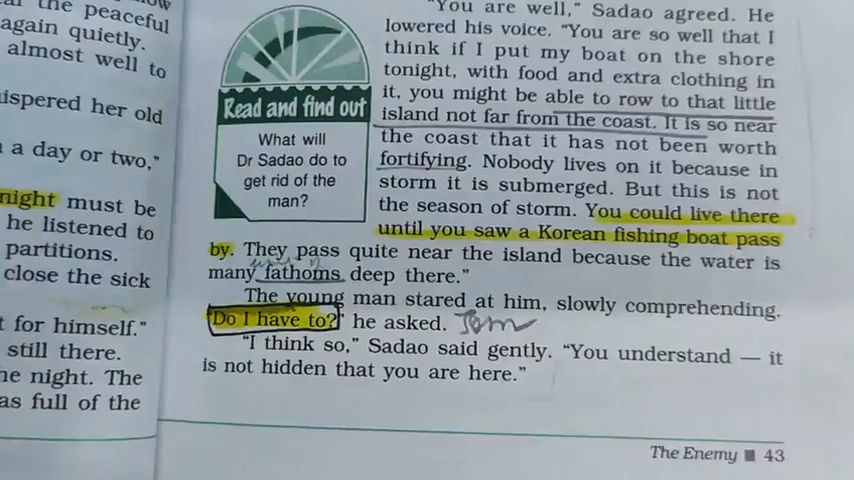 the peaceful
again quietly.
almost well to
ispered her old
a day or two,"
night must be
he listened to
partitions.
close the sick
t for himself."
still there.
he night. The
as full of the
Read and find out
What will
Dr Sadao do to
get rid of the
man?
"You are well," Sadao agreed. He
lowered his voice. "You are so well that I
think if I put my boat on the shore
tonight, with food and extra clothing in
it, you might be able to row to that little
island not far from the coast. It is so near
the coast that it has not been worth
fortifying. Nobody lives on it because in
storm it is submerged. But this is not
the season of storm. You could live there
until you saw a Korean fishing boat pass
by. They pass quite near the island because the water is
many fathoms deep there."
The young man stared at him, slowly comprehending.
"Do I have to?" he asked. Tom
"I think so," Sadao said gently. "You understand — it
is not hidden that you are here."
The Enemy 43